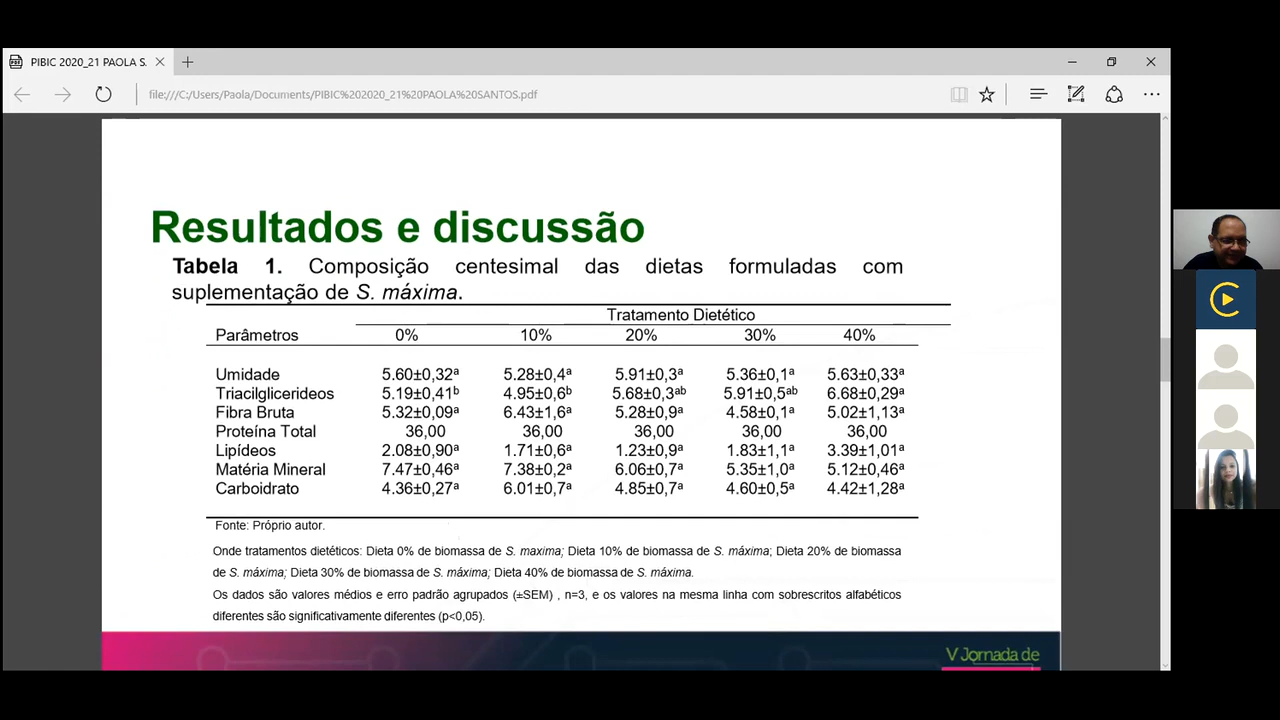 PIBIC 2020_21 PAOLA S.
file:///C:/Users/Paola/Documents/PIBIC%202020_21%20PAOLA%20SANTOS.pdf
Resultados e discussão
Tabela 1. Composição centesimal das dietas formuladas com
suplementação de S. máxima.
Tratamento Dietético
Parâmetros 0% 10% 20% 30% 40%
Umidade 5.60±0,32ª 5.28±0,4ª 5.91±0,3ª 5.36±0,1ª 5.63±0,33ª
Triacilgliceridеos 5.19±0,41ᵇ 4.95±0,6ᵇ 5.68±0,3ᵃᵇ 5.91±0,5ᵃᵇ 6.68±0,29ª
Fibra Bruta 5.32±0,09ª 6.43±1,6ª 5.28±0,9ª 4.58±0,1ª 5.02±1,13ª
Proteína Total 36,00 36,00 36,00 36,00 36,00
Lipídeos 2.08±0,90ª 1.71±0,6ª 1.23±0,9ª 1.83±1,1ª 3.39±1,01ª
Matéria Mineral 7.47±0,46ª 7.38±0,2ª 6.06±0,7ª 5.35±1,0ª 5.12±0,46ª
Carboidrato 4.36±0,27ª 6.01±0,7ª 4.85±0,7ª 4.60±0,5ª 4.42±1,28ª
Fonte: Próprio autor.
Onde tratamentos dietéticos: Dieta 0% de biomassa de S. maxima; Dieta 10% de biomassa de S. máxima; Dieta 20% de biomassa
de S. máxima; Dieta 30% de biomassa de S. máxima; Dieta 40% de biomassa de S. máxima.
Os dados são valores médios e erro padrão agrupados (±SEM) , n=3, e os valores na mesma linha com sobrescritos alfabéticos
diferentes são significativamente diferentes (p<0,05).
V Jornada de